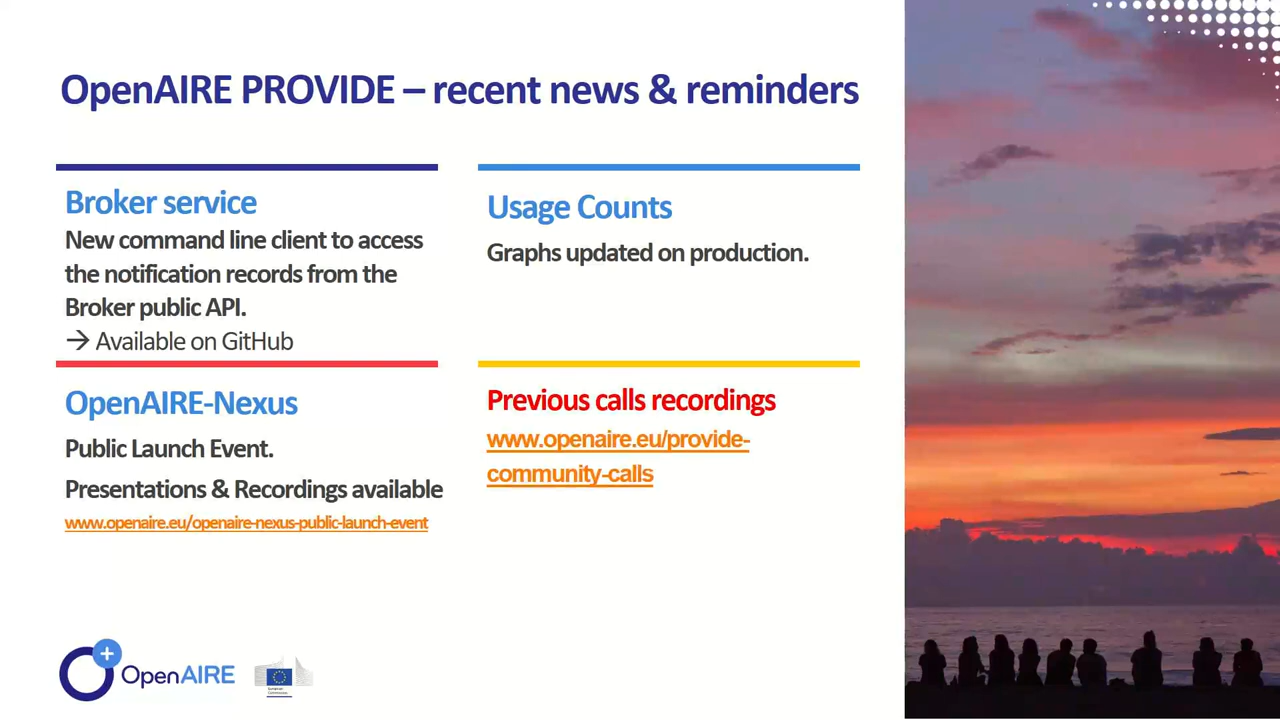 OpenAIRE PROVIDE – recent news & reminders
Broker service
New command line client to access
the notification records from the
Broker public API.
→ Available on GitHub
Usage Counts
Graphs updated on production.
OpenAIRE-Nexus
Public Launch Event.
Presentations & Recordings available
www.openaire.eu/openaire-nexus-public-launch-event
Previous calls recordings
www.openaire.eu/provide-
community-calls
OpenAIRE
European
Commission